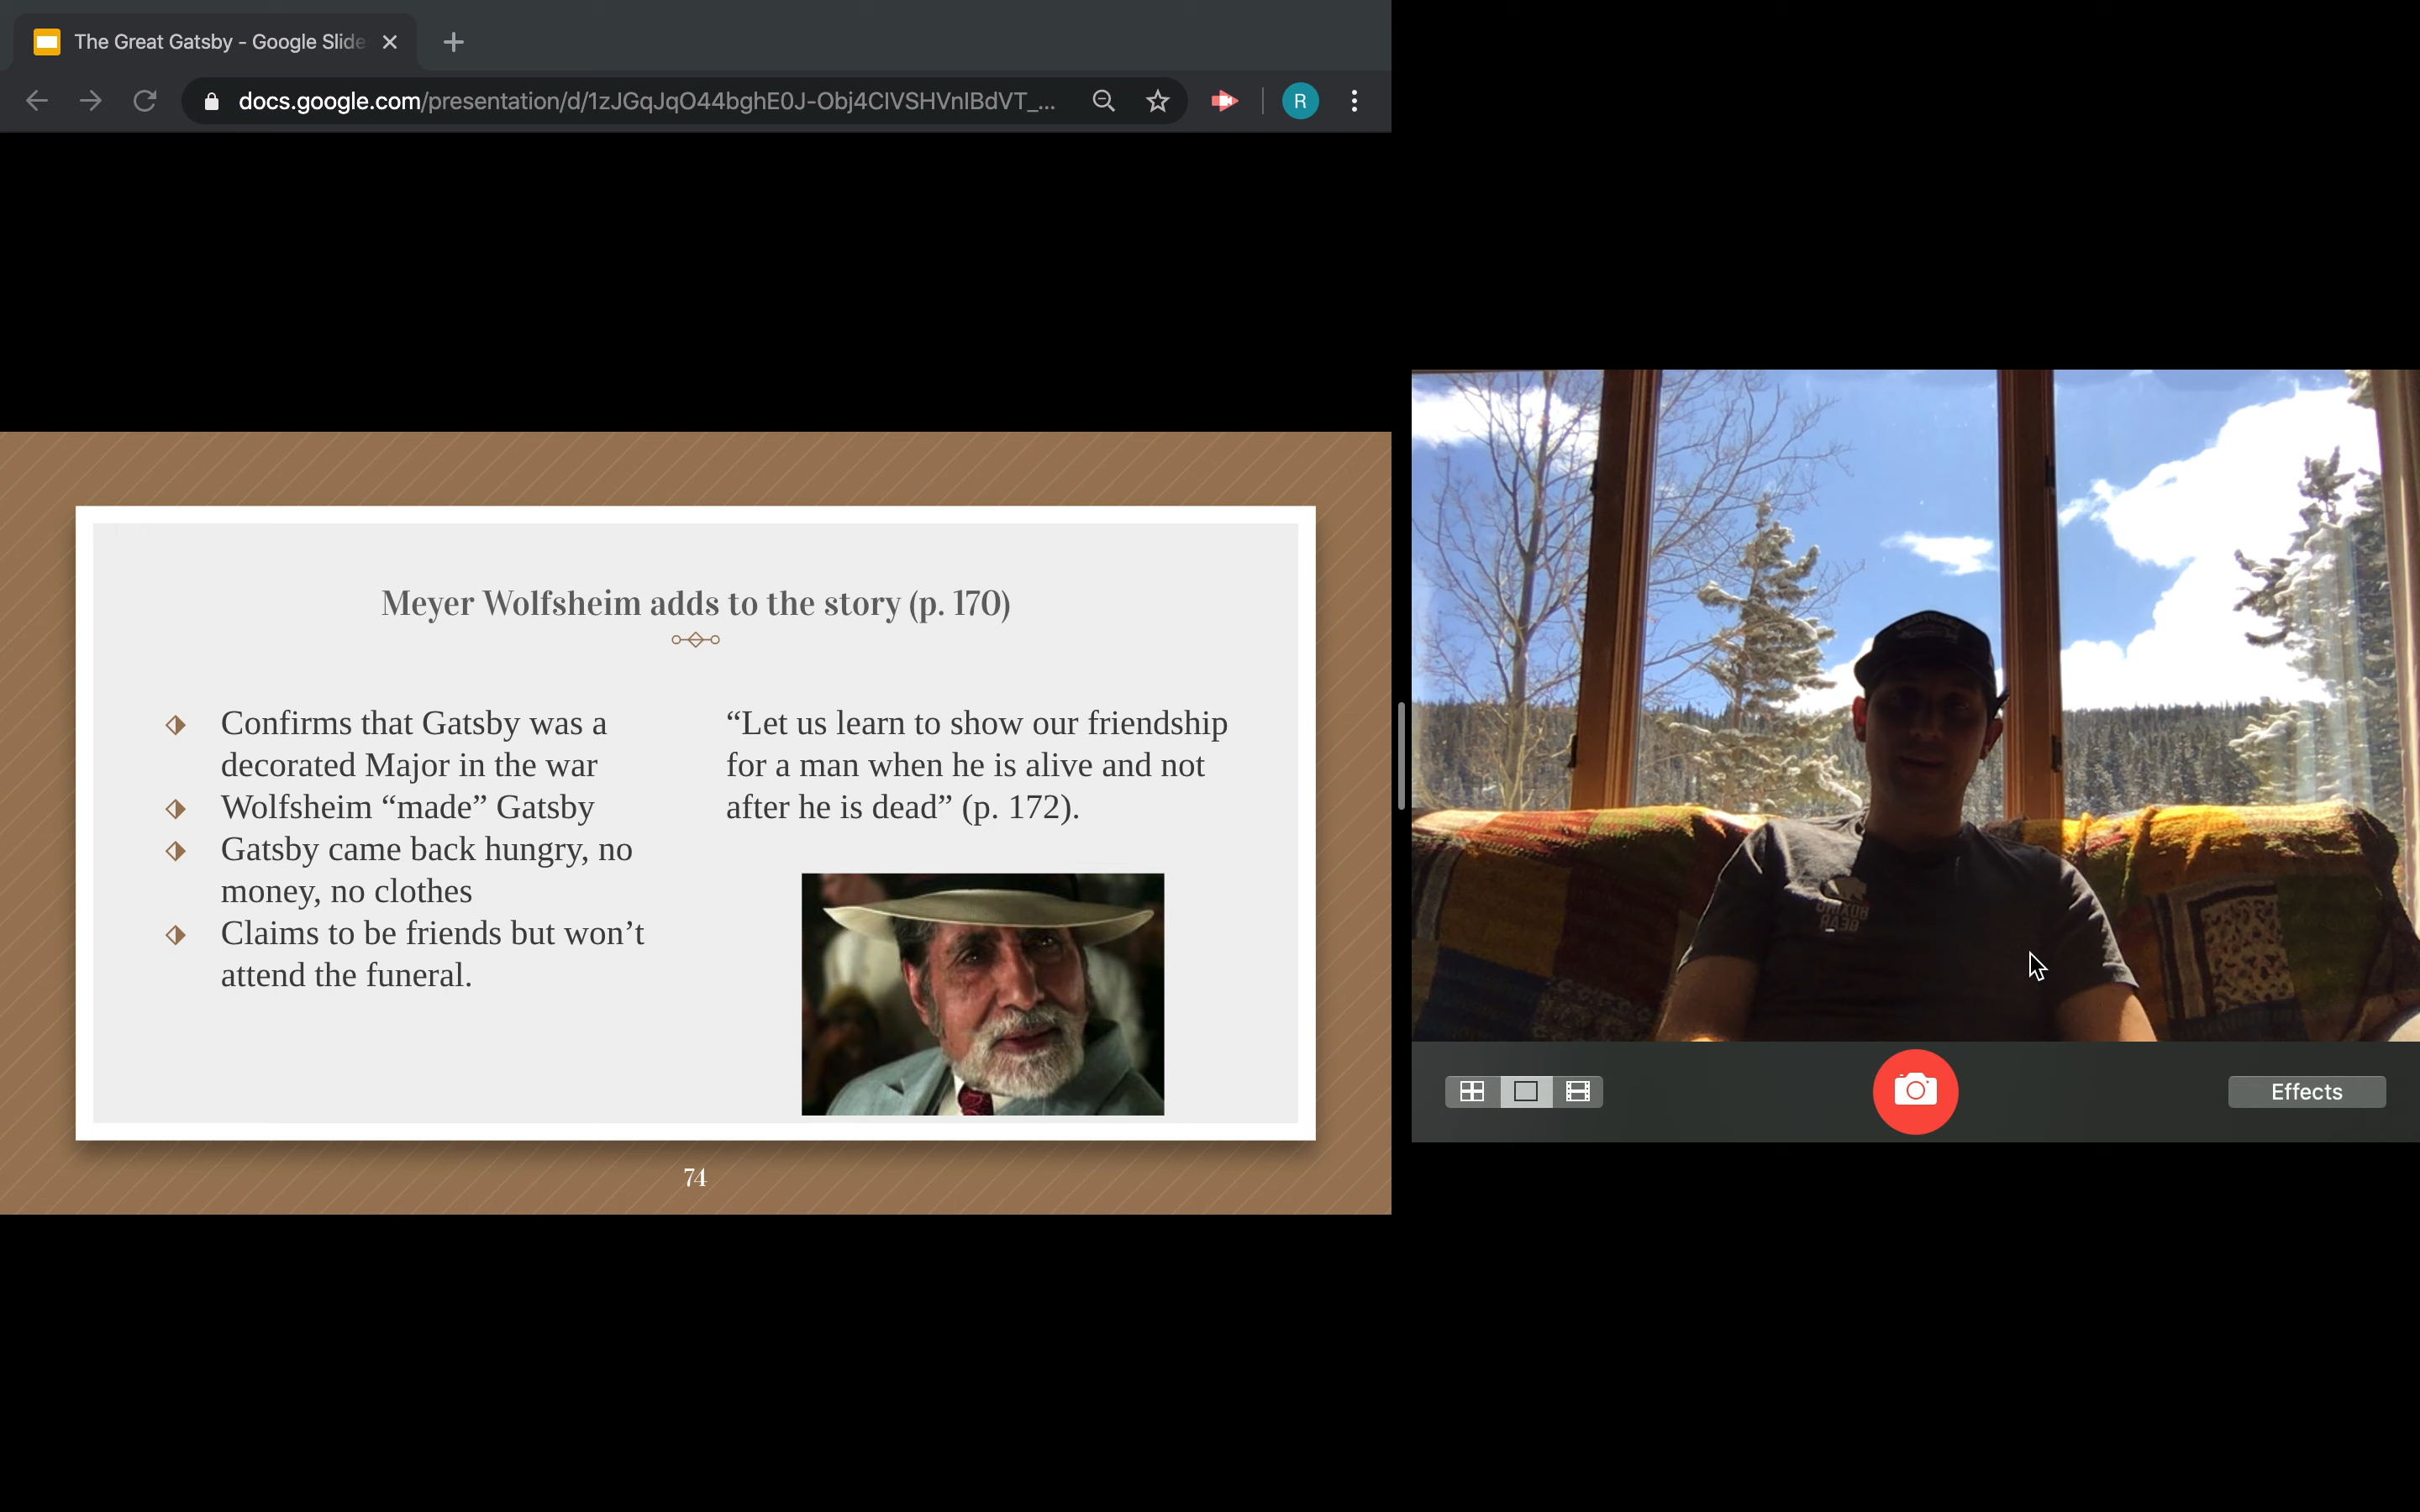 The Great Gatsby - Google Slide
docs.google.com/presentation/d/1zJGqJqO44bghE0J-Obj4CIVSHVnIBdVT_...
R
Meyer Wolfsheim adds to the story (p. 170)
Confirms that Gatsby was a
decorated Major in the war
Wolfsheim “made” Gatsby
Gatsby came back hungry, no
money, no clothes
Claims to be friends but won’t
attend the funeral.
“Let us learn to show our friendship
for a man when he is alive and not
after he is dead” (p. 172).
74
Effects